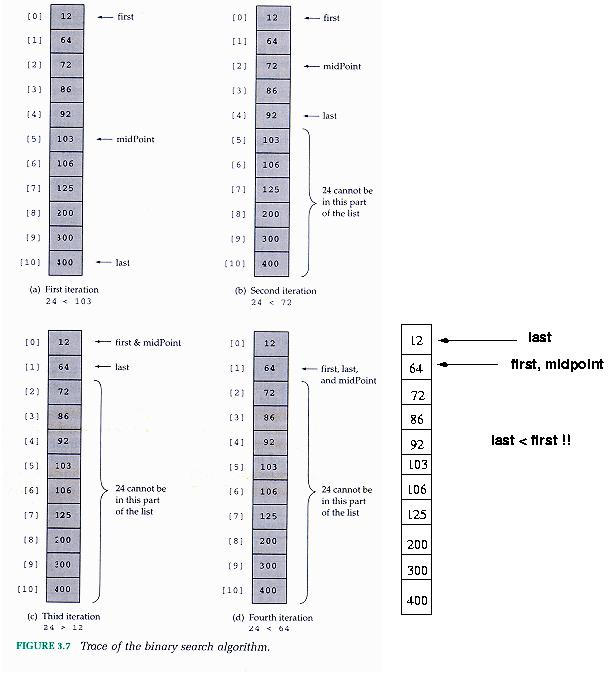 [0] 12 first
[1] 64
[2] 72
[3] 86
[4] 92
[5] 103 midPoint
[6] 106
[7] 125
[8] 200
[9] 300
[10] 400 last
(a) First iteration
24 < 103
[0] 12 first
[1] 64
[2] 72 midPoint
[3] 86
[4] 92 last
[5] 103
[6] 106
[7] 125
24 cannot be
in this part
of the list
[8] 200
[9] 300
[10] 400
(b) Second iteration
24 < 72
[0] 12 first & midPoint
[1] 64 last
[2] 72
[3] 86
[4] 92
[5] 103
[6] 106
[7] 125
24 cannot be
in this part
of the list
[8] 200
[9] 300
[10] 400
(c) Third iteration
24 > 12
[0] 12
[1] 64 first, last,
and midPoint
[2] 72
[3] 86
[4] 92
[5] 103
[6] 106
[7] 125
24 cannot be
in this part
of the list
[8] 200
[9] 300
[10] 400
(d) Fourth iteration
24 < 64
12 last
64 first, midpoint
72
86
92 last < first !!
103
106
125
200
300
400
FIGURE 3.7 Trace of the binary search algorithm.